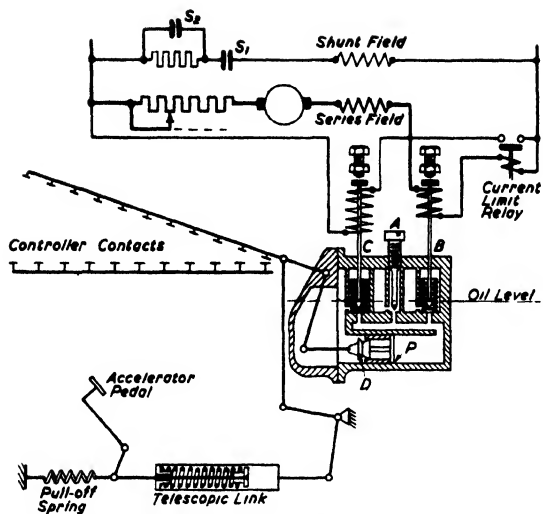 S₂
S₁
Shunt Field
Series Field
Current
Limit
Relay
A
C
B
Controller Contacts
Oil Level
P
D
Accelerator
Pedal
Pull-off
Spring
Telescopic Link